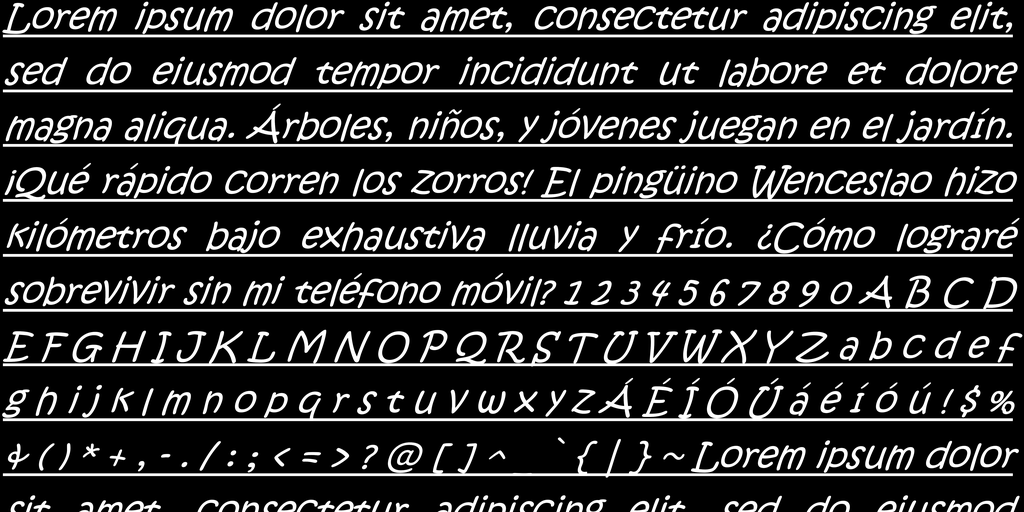 Lorem ipsum dolor sit amet, consectetur adipiscing elit,
sed do eiusmod tempor incididunt ut labore et dolore
magna aliqua. Árboles, niños, y jóvenes juegan en el jardín.
¡Qué rápido corren los zorros! El pingüino Wenceslao hizo
kilómetros bajo exhaustiva lluvia y frío. ¿Cómo lograré
sobrevivir sin mi teléfono móvil? 1 2 3 4 5 6 7 8 9 0 A B C D
E F G H I J K L M N O P Q R S T U V W X Y Z a b c d e f
g h i j k l m n o p q r s t u v w x y z Á É Í Ó Ú á é í ó ú ! $ %
& ( ) * + , - . / : ; < = > ? @ [ ] ^ _ ` { | } ~ Lorem ipsum dolor
sit amet, consectetur adipiscing elit, sed do eiusmod